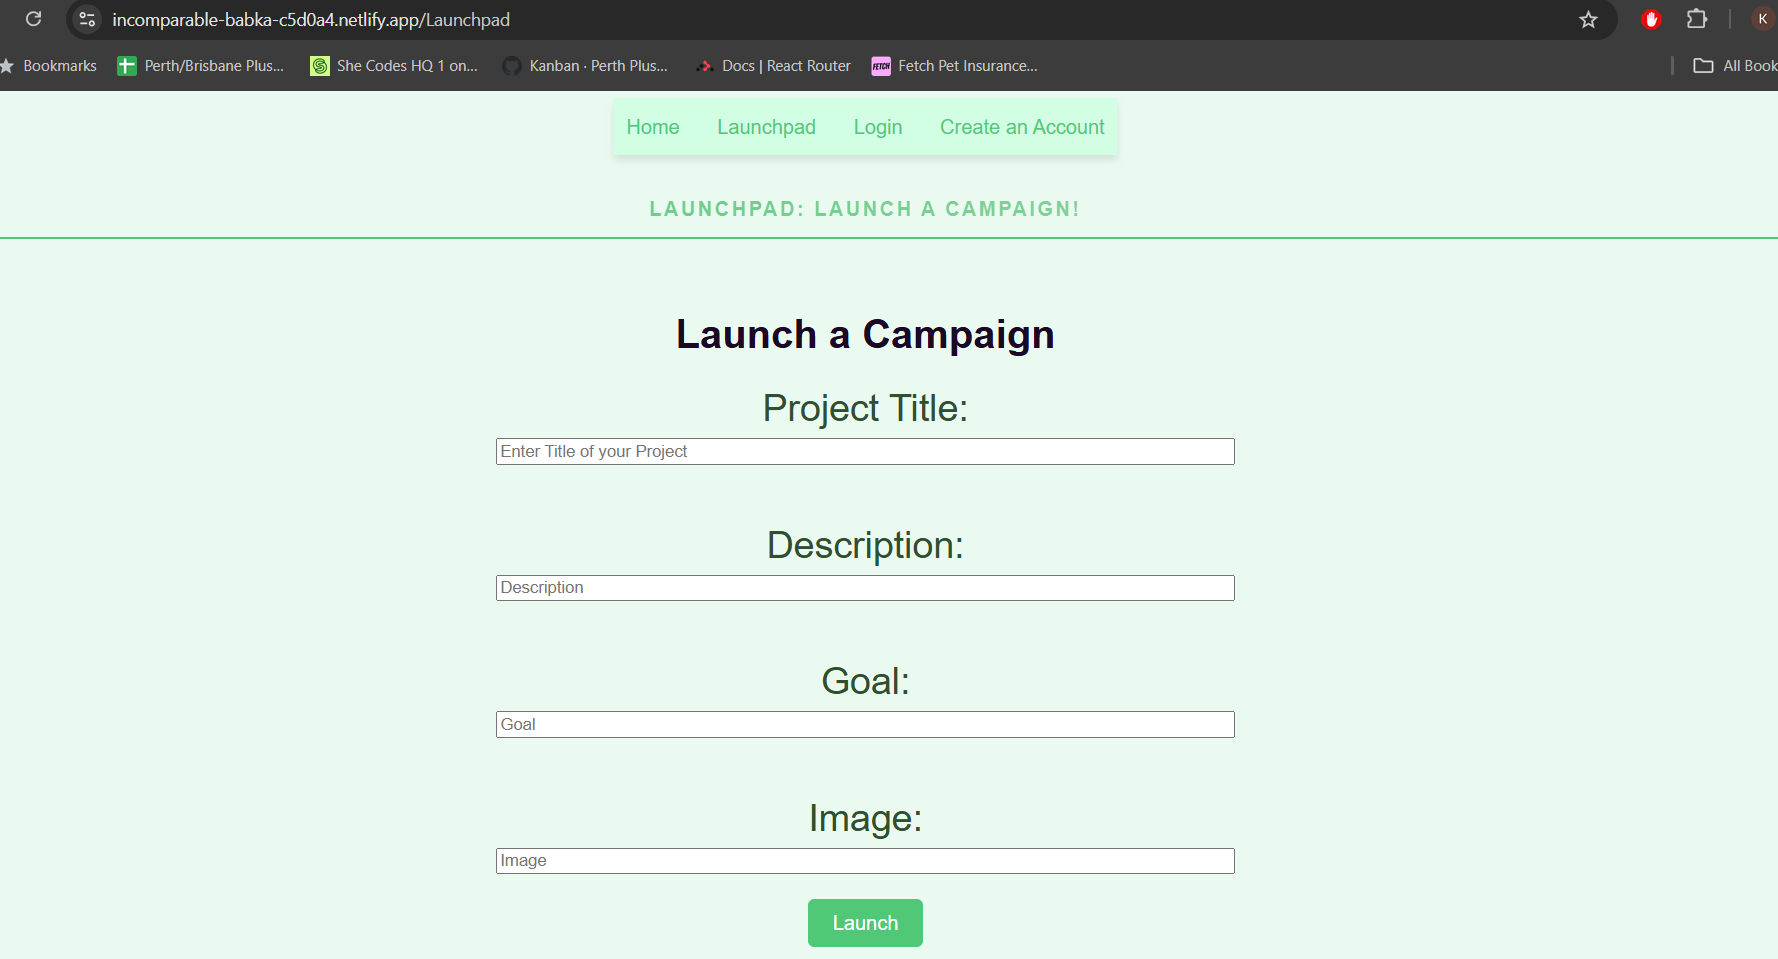 incomparable-babka-c5d0a4.netlify.app/Launchpad
K
Bookmarks
Perth/Brisbane Plus...
She Codes HQ 1 on...
Kanban · Perth Plus...
Docs | React Router
FETCH
Fetch Pet Insurance...
All Book
Home
Launchpad
Login
Create an Account
LAUNCHPAD: LAUNCH A CAMPAIGN!
Launch a Campaign
Project Title:
Enter Title of your Project
Description:
Description
Goal:
Goal
Image:
Image
Launch